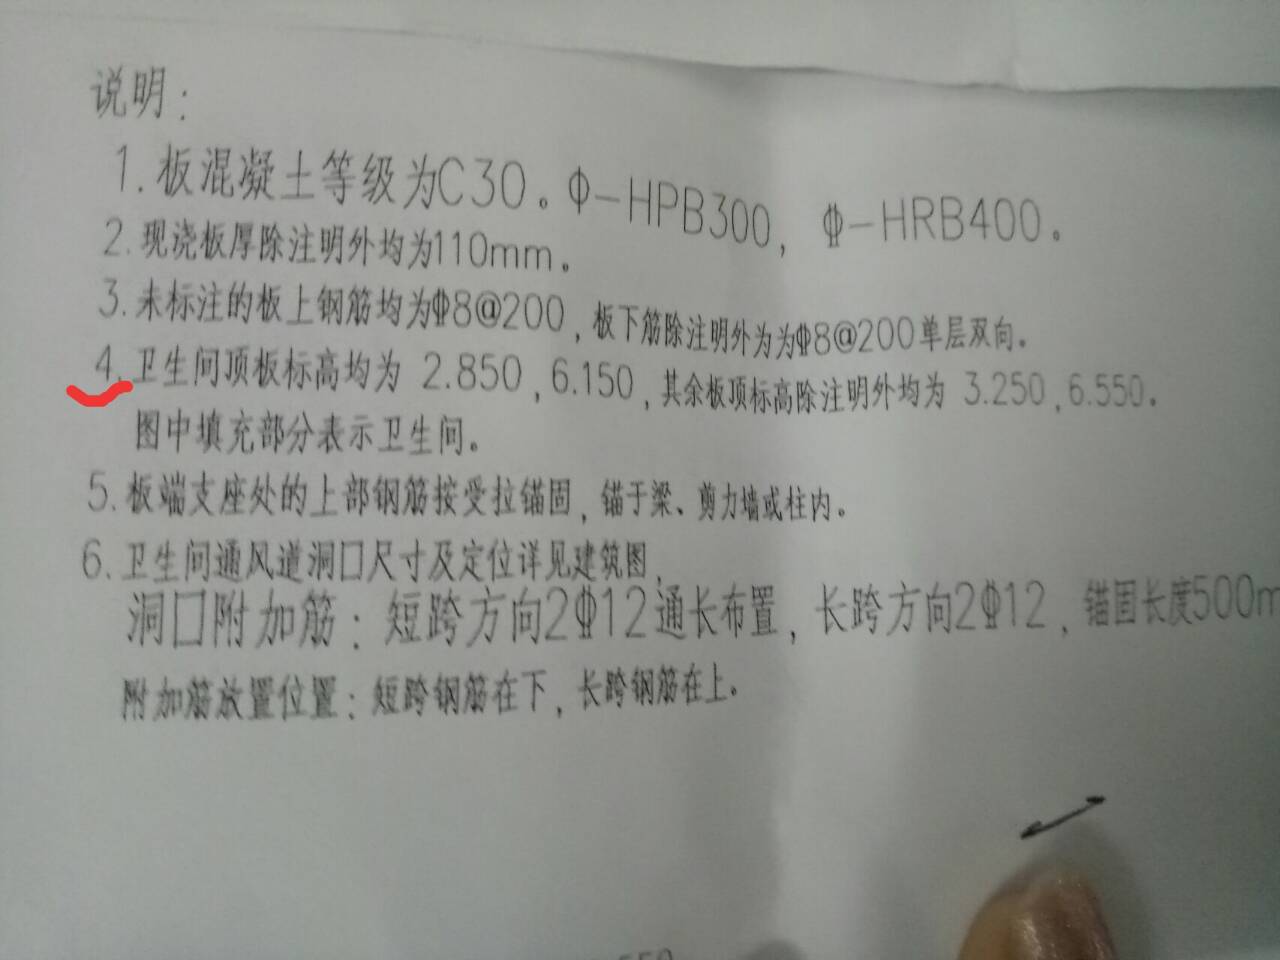 说明：
1.板混凝土等级为C30。Φ-HPB300，Φ-HRB400。
2.现浇板厚除注明外均为110mm。
3.未标注的板上钢筋均为Φ8@200，板下筋除注明外为为Φ8@200单层双向。
4.卫生间顶板标高均为 2.850，6.150，其余板顶标高除注明外均为 3.250，6.550。
图中填充部分表示卫生间。
5.板端支座处的上部钢筋按受拉锚固，锚于梁、剪力墙或柱内。
6.卫生间通风道洞口尺寸及定位详见建筑图，
洞口附加筋：短跨方向2Φ12通长布置，长跨方向2Φ12，锚固长度500m
附加筋放置位置：短跨钢筋在下，长跨钢筋在上。